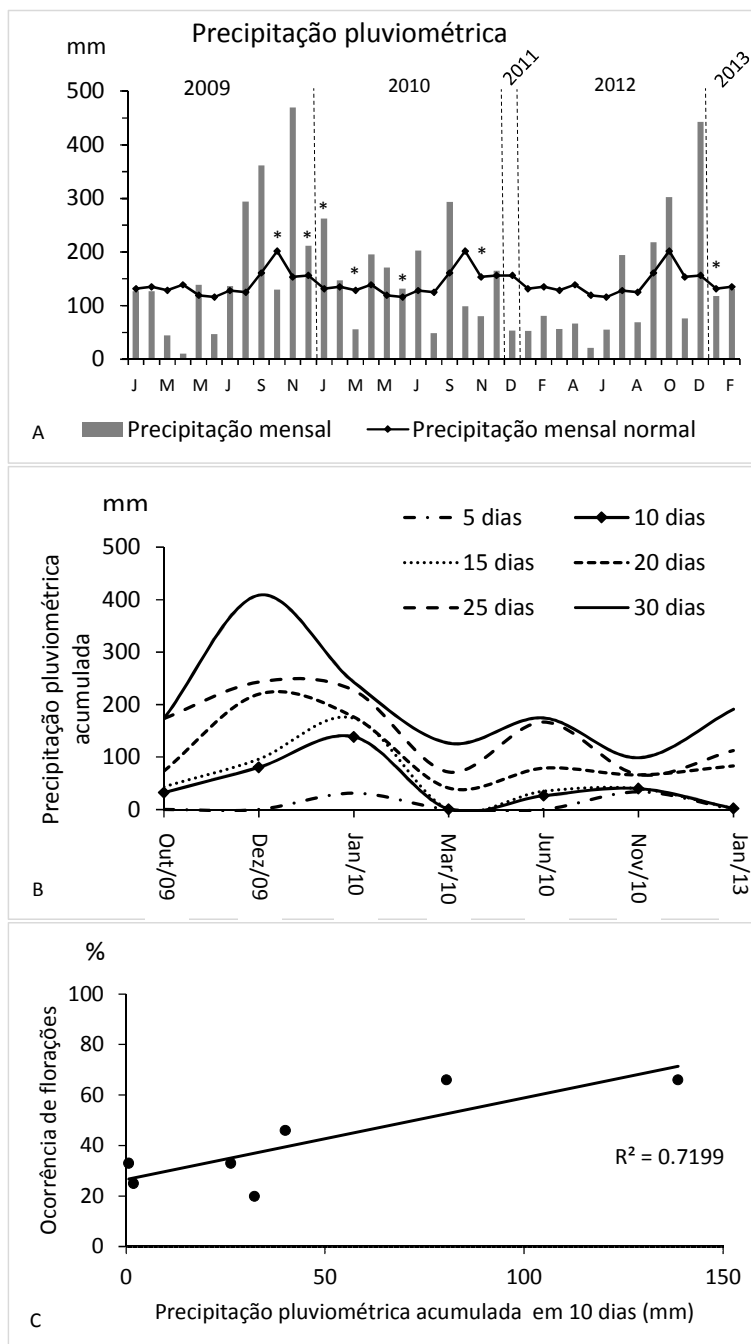 Precipitação pluviométrica
mm
2009
2010
2011
2012
2013
500
400
300
200
100
0
J M M J S N J M M J S N D F A J A O D F
*
*
*
*
*
*
*
A
Precipitação mensal
Precipitação mensal normal
mm
5 dias
10 dias
15 dias
20 dias
25 dias
30 dias
Precipitação pluviométrica
acumulada
500
400
300
200
100
0
Out/09
Dez/09
Jan/10
Mar/10
Jun/10
Nov/10
Jan/13
B
%
Ocorrência de florações
100
80
60
40
20
0
R² = 0.7199
0 50 100 150
C
Precipitação pluviométrica acumulada em 10 dias (mm)